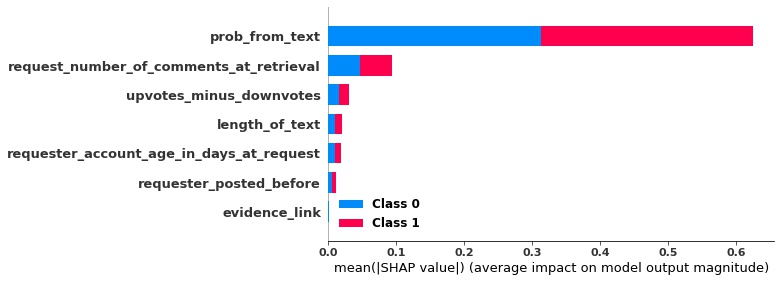 prob_from_text
request_number_of_comments_at_retrieval
upvotes_minus_downvotes
length_of_text
requester_account_age_in_days_at_request
requester_posted_before
evidence_link
Class 0
Class 1
0.0 0.1 0.2 0.3 0.4 0.5 0.6
mean(|SHAP value|) (average impact on model output magnitude)